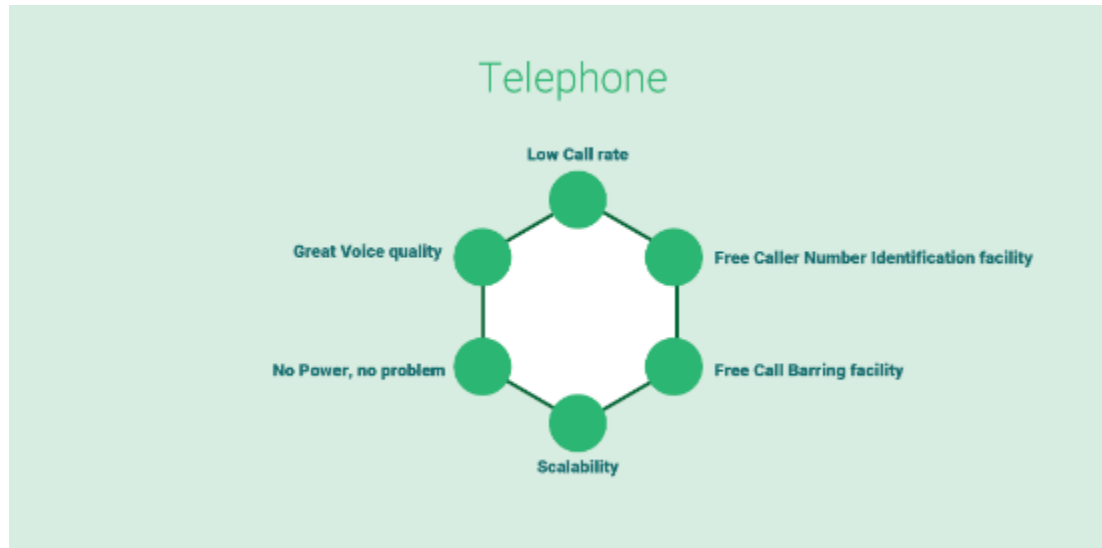 Telephone
Low Call rate
Great Voice quality
Free Caller Number Identification facility
No Power, no problem
Free Call Barring facility
Scalability